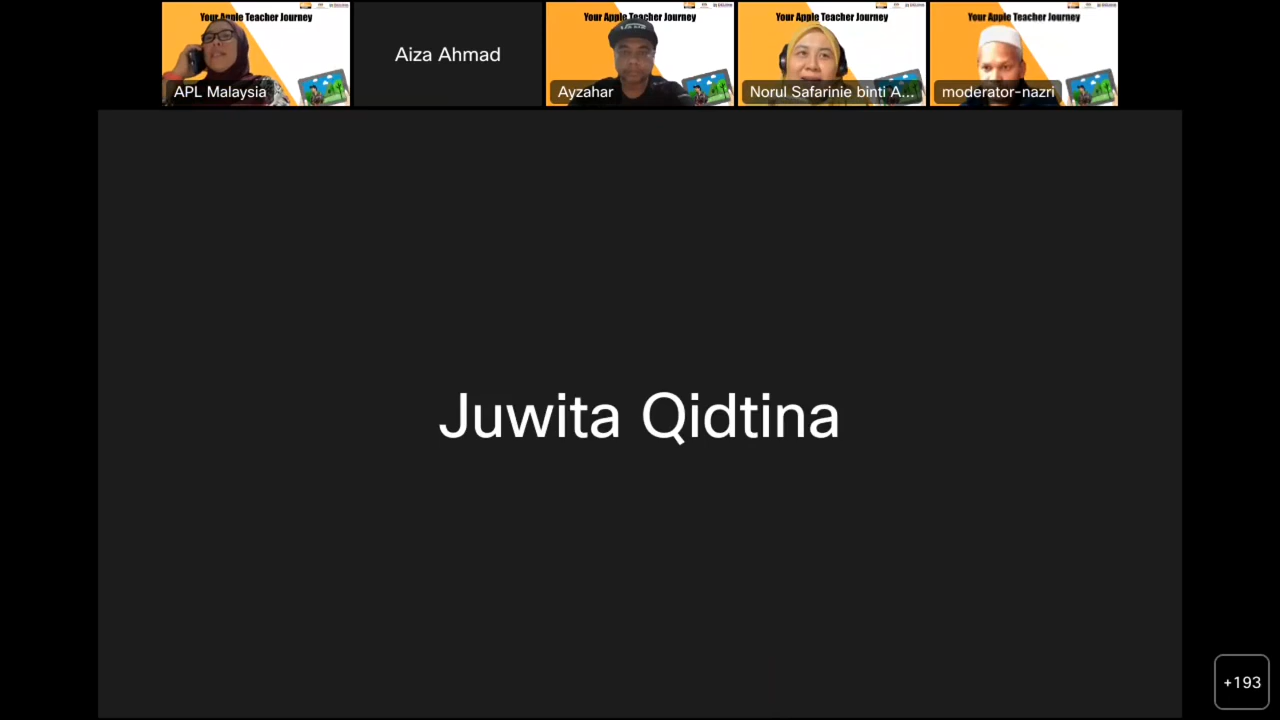 Your Apple Teacher Journey
APL Malaysia
Aiza Ahmad
Your Apple Teacher Journey
Ayzahar
Your Apple Teacher Journey
Norul Safarinie binti A...
Your Apple Teacher Journey
moderator-nazri
Juwita Qidtina
+193